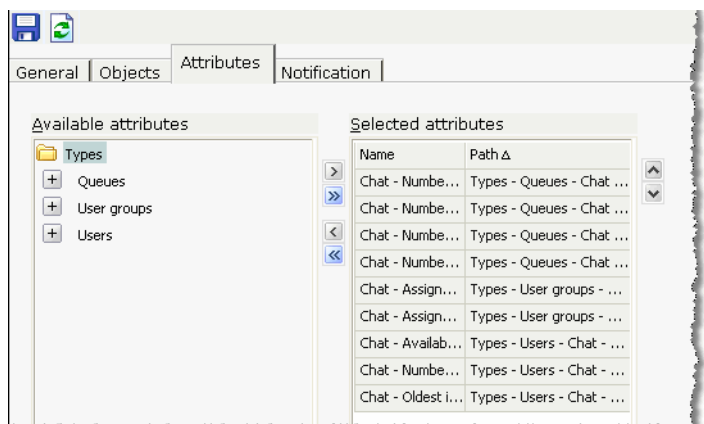 General Objects Attributes Notification
Available attributes
Types
Queues
User groups
Users
Selected attributes
Name Path
Chat - Numbe... Types - Queues - Chat ...
Chat - Numbe... Types - Queues - Chat ...
Chat - Numbe... Types - Queues - Chat ...
Chat - Numbe... Types - Queues - Chat ...
Chat - Assign... Types - User groups - ...
Chat - Assign... Types - User groups - ...
Chat - Availab... Types - Users - Chat - ...
Chat - Numbe... Types - Users - Chat - ...
Chat - Oldest i... Types - Users - Chat - ...